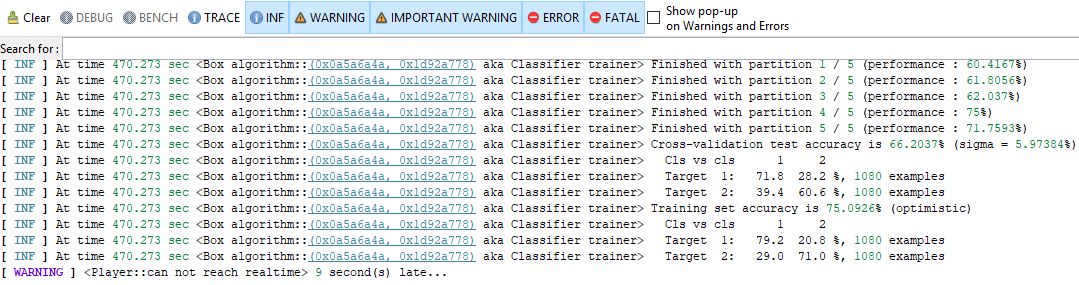 Clear DEBUG BENCH TRACE INF WARNING IMPORTANT WARNING ERROR FATAL Show pop-up
on Warnings and Errors
Search for :
[ INF ] At time 470.273 sec <Box algorithm::(0x0a5a6a4a, 0x1d92a778) aka Classifier trainer> Finished with partition 1 / 5 (performance : 60.4167%)
[ INF ] At time 470.273 sec <Box algorithm::(0x0a5a6a4a, 0x1d92a778) aka Classifier trainer> Finished with partition 2 / 5 (performance : 61.8056%)
[ INF ] At time 470.273 sec <Box algorithm::(0x0a5a6a4a, 0x1d92a778) aka Classifier trainer> Finished with partition 3 / 5 (performance : 62.037%)
[ INF ] At time 470.273 sec <Box algorithm::(0x0a5a6a4a, 0x1d92a778) aka Classifier trainer> Finished with partition 4 / 5 (performance : 75%)
[ INF ] At time 470.273 sec <Box algorithm::(0x0a5a6a4a, 0x1d92a778) aka Classifier trainer> Finished with partition 5 / 5 (performance : 71.7593%)
[ INF ] At time 470.273 sec <Box algorithm::(0x0a5a6a4a, 0x1d92a778) aka Classifier trainer> Cross-validation test accuracy is 66.2037% (sigma = 5.97384%)
[ INF ] At time 470.273 sec <Box algorithm::(0x0a5a6a4a, 0x1d92a778) aka Classifier trainer> Cls vs cls 1 2
[ INF ] At time 470.273 sec <Box algorithm::(0x0a5a6a4a, 0x1d92a778) aka Classifier trainer> Target 1: 71.8 28.2 %, 1080 examples
[ INF ] At time 470.273 sec <Box algorithm::(0x0a5a6a4a, 0x1d92a778) aka Classifier trainer> Target 2: 39.4 60.6 %, 1080 examples
[ INF ] At time 470.273 sec <Box algorithm::(0x0a5a6a4a, 0x1d92a778) aka Classifier trainer> Training set accuracy is 75.0926% (optimistic)
[ INF ] At time 470.273 sec <Box algorithm::(0x0a5a6a4a, 0x1d92a778) aka Classifier trainer> Cls vs cls 1 2
[ INF ] At time 470.273 sec <Box algorithm::(0x0a5a6a4a, 0x1d92a778) aka Classifier trainer> Target 1: 79.2 20.8 %, 1080 examples
[ INF ] At time 470.273 sec <Box algorithm::(0x0a5a6a4a, 0x1d92a778) aka Classifier trainer> Target 2: 29.0 71.0 %, 1080 examples
[ WARNING ] <Player::can not reach realtime> 9 second(s) late...